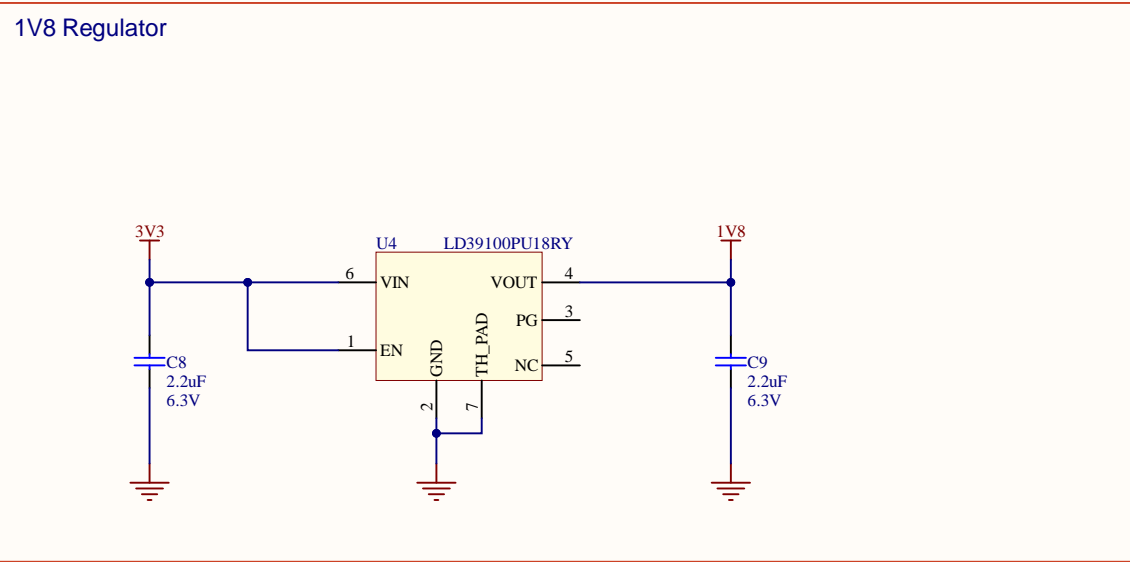 1V8 Regulator
3V3
1V8
U4 LD39100PU18RY
6 VIN VOUT 4
PG 3
1 EN GND TH_PAD NC 5
C8
2.2uF
6.3V
C9
2.2uF
6.3V
2 7